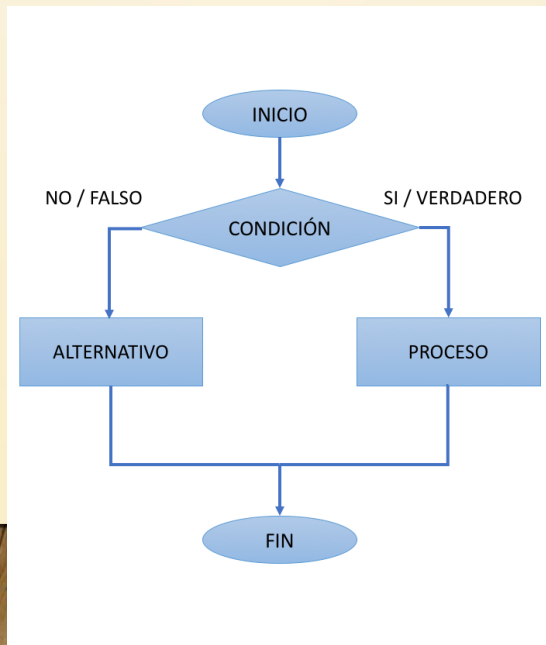 INICIO
NO / FALSO
SI / VERDADERO
CONDICIÓN
ALTERNATIVO
PROCESO
FIN